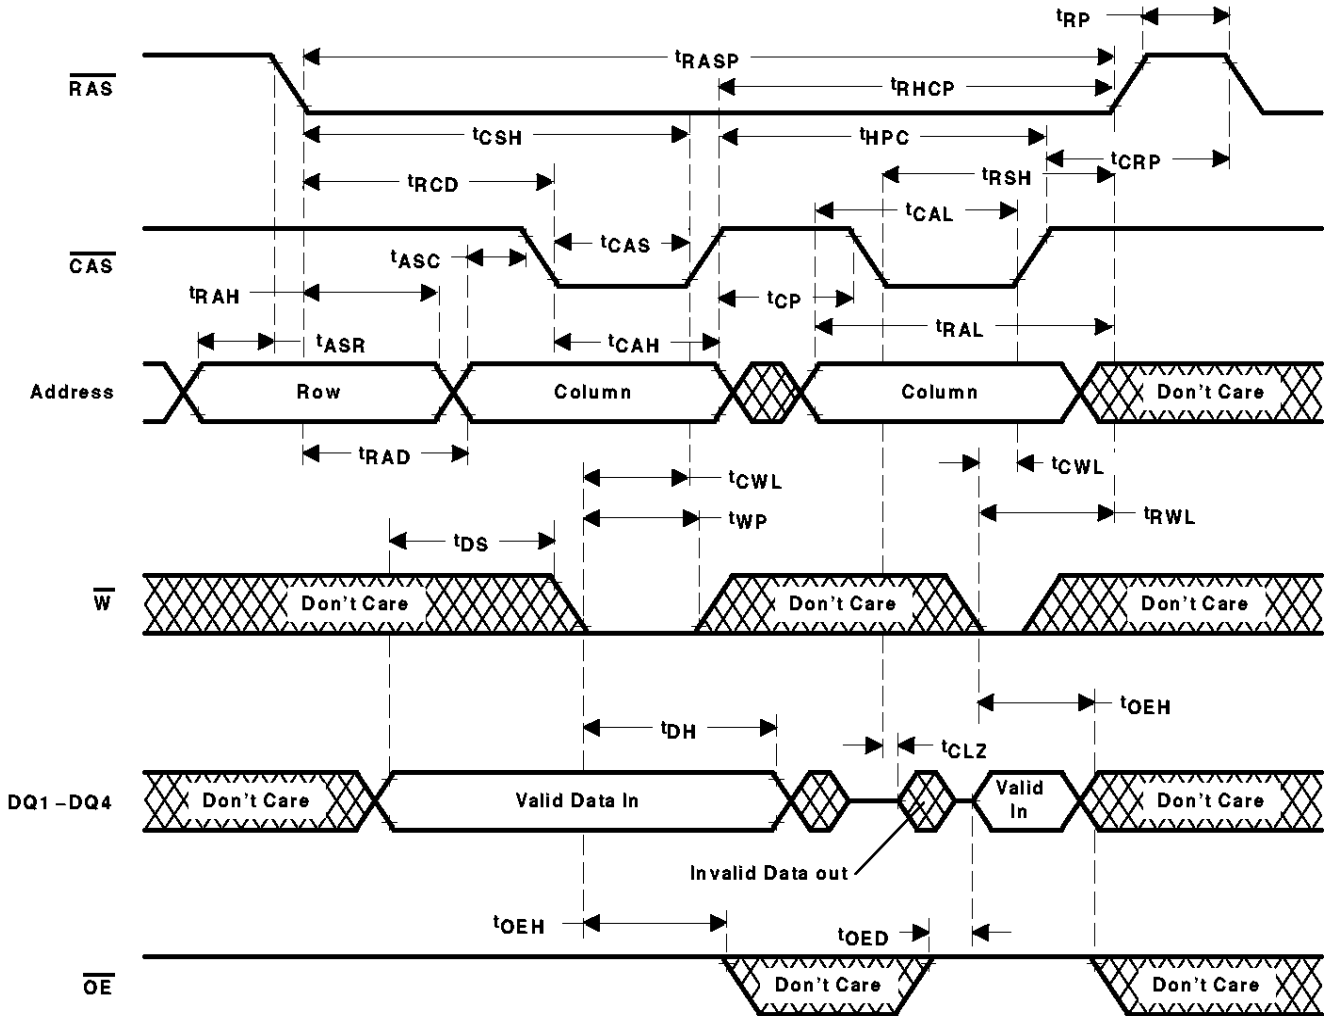 tRP
tRASP
RAS
tRHCP
tCSH
tHPC
tCRP
tRCD
tRSH
tCAL
CAS
tASC
tCAS
tRAH
tCP
tASR
tCAH
tRAL
Address
Row
Column
Column
Don't Care
tRAD
tCWL
tCWL
tWP
tRWL
tDS
W
Don't Care
Don't Care
Don't Care
tOEH
tDH
tCLZ
DQ1–DQ4
Don't Care
Valid Data In
Valid
In
Don't Care
Invalid Data out
tOEH
tOED
OE
Don't Care
Don't Care